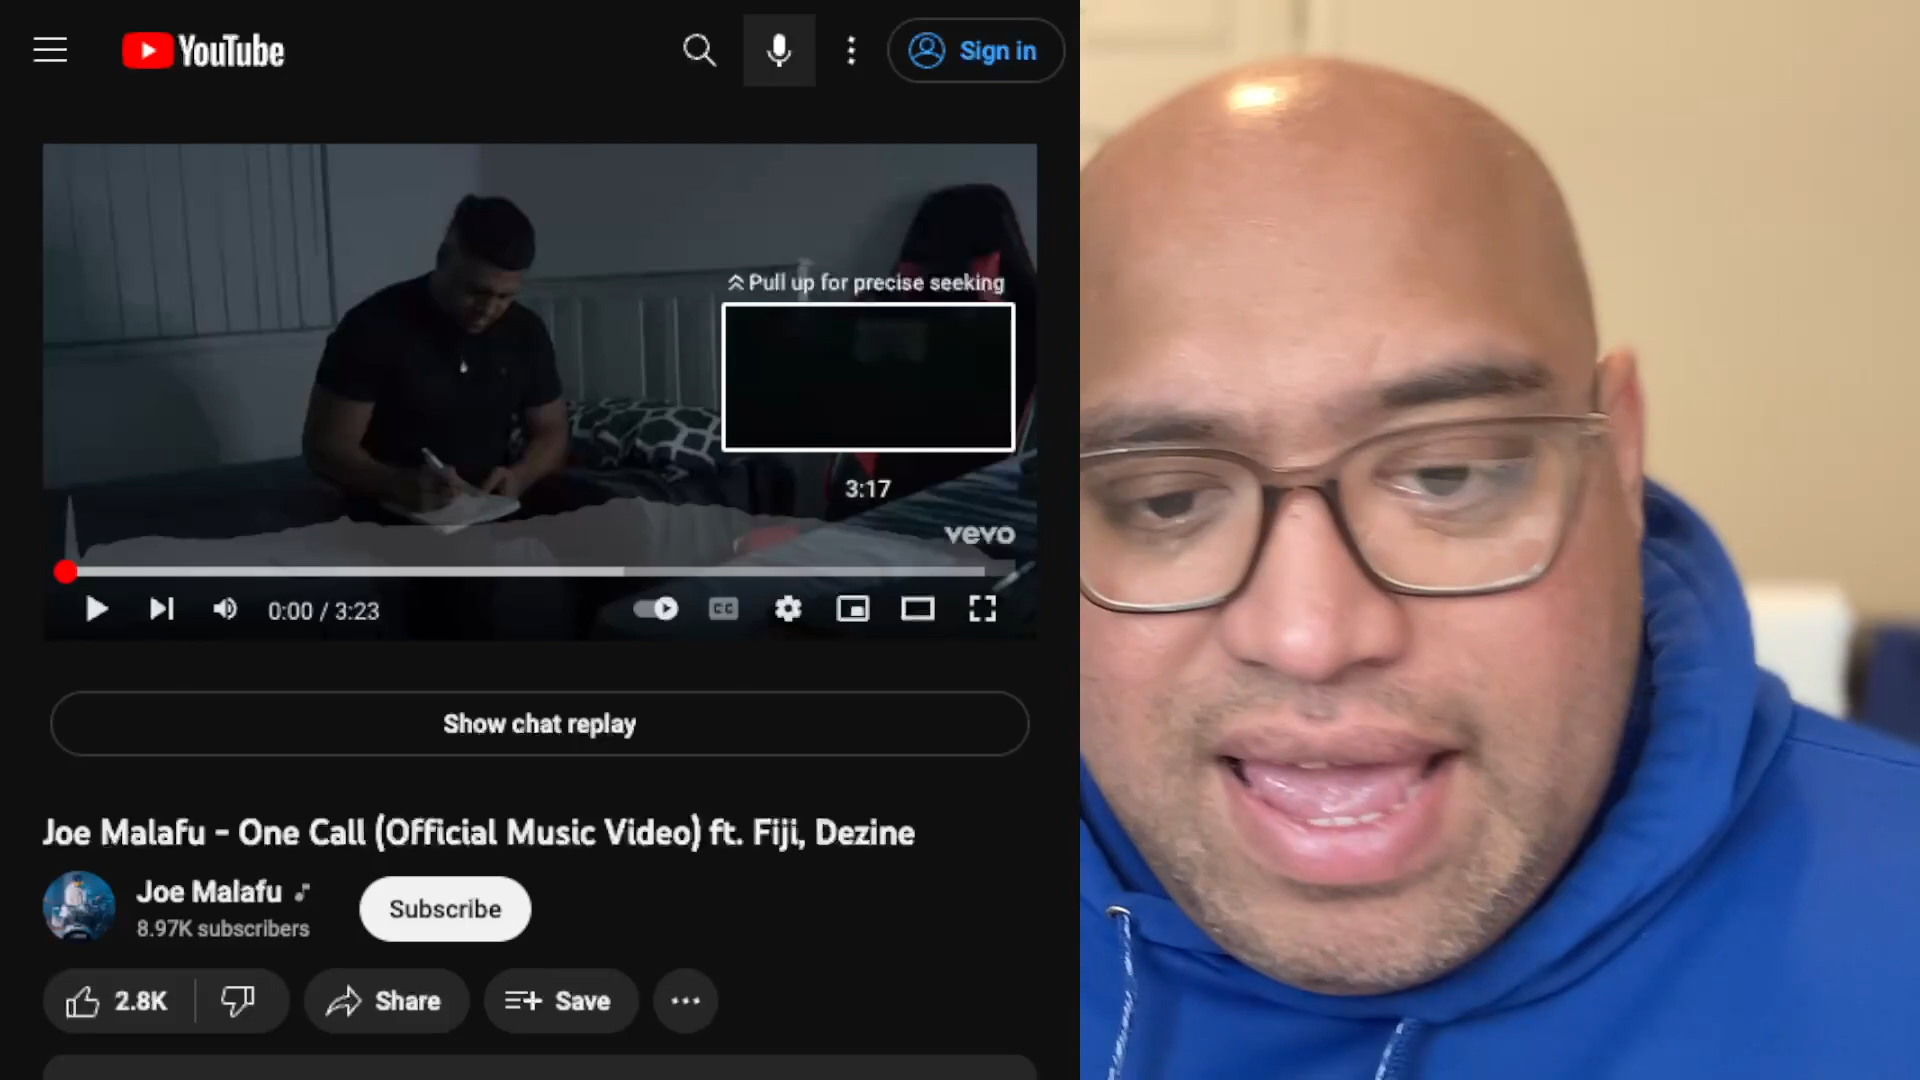 YouTube
Sign in
Pull up for precise seeking
3:17
vevo
0:00 / 3:23
CC
Show chat replay
Joe Malafu - One Call (Official Music Video) ft. Fiji, Dezine
Joe Malafu
8.97K subscribers
Subscribe
2.8K
Share
Save